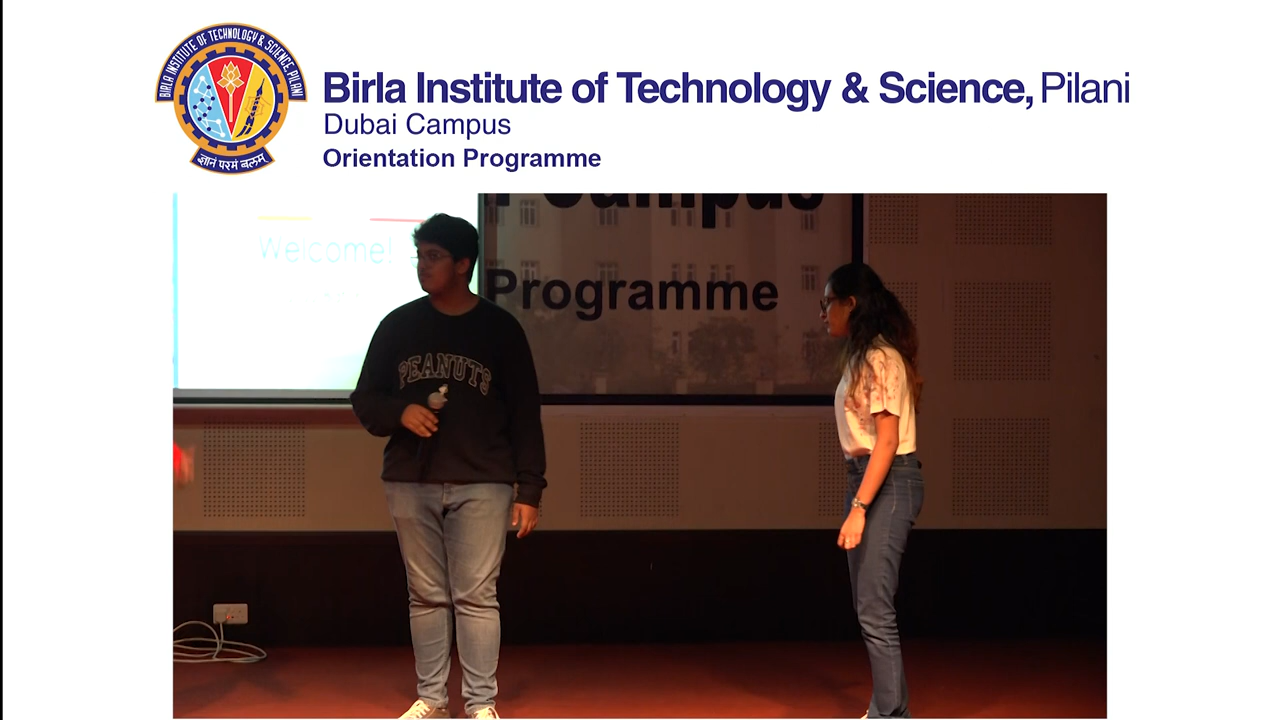 BIRLA INSTITUTE OF TECHNOLOGY & SCIENCE PILANI
ज्ञानं परमं बलम्
Birla Institute of Technology & Science, Pilani
Dubai Campus
Orientation Programme
Campus
Welcome!
Programme
PEANUTS